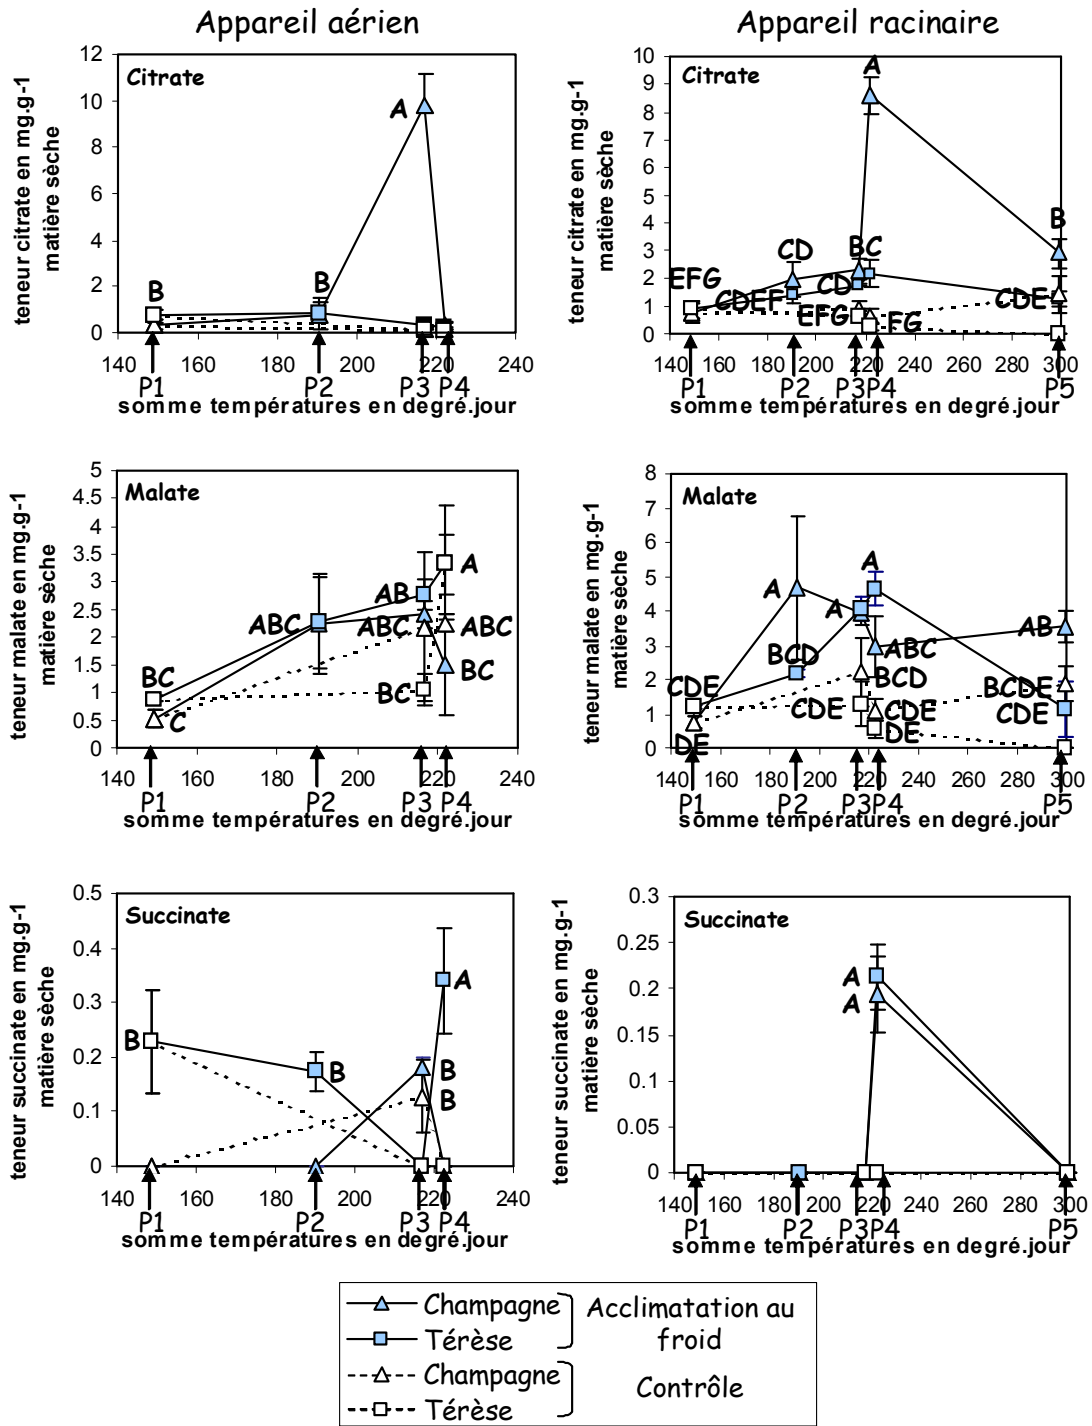 Appareil aérien
Appareil racinaire
teneur citrate en mg.g-1
matière sèche
12
10
8
6
4
2
0
Citrate
B
B
A
140 160 180 200 220 240
P1 P2 P3 P4
somme températures en degré.jour
teneur citrate en mg.g-1
matière sèche
10
9
8
7
6
5
4
3
2
1
0
Citrate
A
B
CD
BC
EFG
CDEF
CD
CDE
EFG
FG
140 160 180 200 220 240 260 280 300
P1 P2 P3 P4 P5
somme températures en degré.jour
teneur malate en mg.g-1
matière sèche
5
4.5
4
3.5
3
2.5
2
1.5
1
0.5
0
Malate
A
AB
ABC
ABC
ABC
BC
BC
BC
C
140 160 180 200 220 240
P1 P2 P3 P4
somme températures en degré.jour
teneur malate en mg.g-1
matière sèche
8
7
6
5
4
3
2
1
0
Malate
A
A
A
AB
ABC
BCD
BCD
BCDE
CDE
CDE
CDE
CDE
DE
DE
140 160 180 200 220 240 260 280 300
P1 P2 P3 P4 P5
somme températures en degré.jour
teneur succinate en mg.g-1
matière sèche
0.5
0.4
0.3
0.2
0.1
0
Succinate
A
B
B
B
B
140 160 180 200 220 240
P1 P2 P3 P4
somme températures en degré.jour
teneur succinate en mg.g-1
matière sèche
0.3
0.25
0.2
0.15
0.1
0.05
0
Succinate
A
A
140 160 180 200 220 240 260 280 300
P1 P2 P3 P4 P5
somme températures en degré.jour
Champagne
Térèse
Acclimatation au
froid
Champagne
Térèse
Contrôle